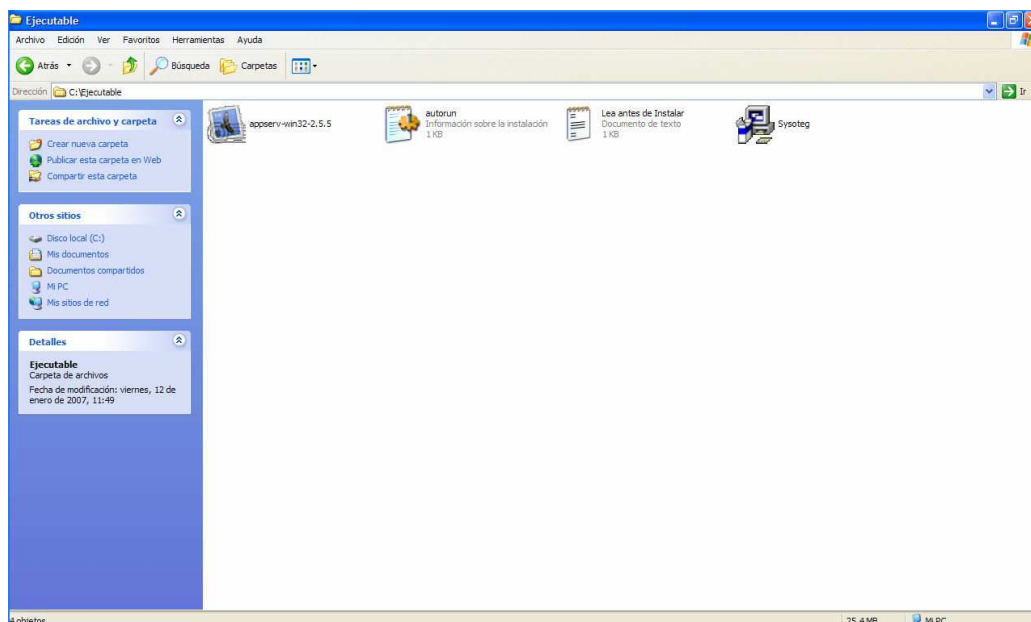 Ejecutable
Archivo Edición Ver Favoritos Herramientas Ayuda
Atrás Búsqueda Carpetas
Dirección C:\Ejecutable Ir
Tareas de archivo y carpeta
Crear nueva carpeta
Publicar esta carpeta en Web
Compartir esta carpeta
Otros sitios
Disco local (C:)
Mis documentos
Documentos compartidos
Mi PC
Mis sitios de red
Detalles
Ejecutable
Carpeta de archivos
Fecha de modificación: viernes, 12 de
enero de 2007, 11:49
appserv-win32-2.5.5
autorun
Información sobre la instalación
1 KB
Lea antes de Instalar
Documento de texto
1 KB
Sysoteg
4 objetos 25,4 MB Mi PC